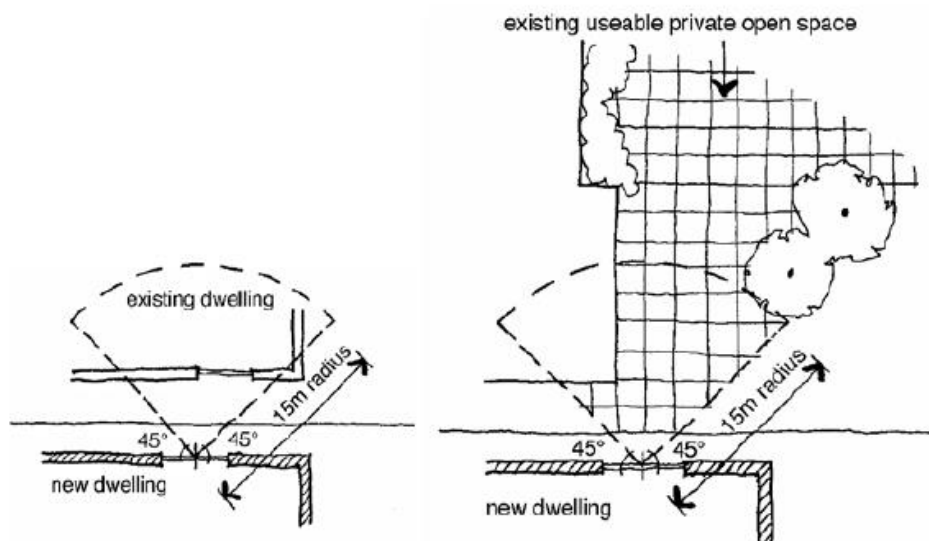 existing useable private open space
existing dwelling
15m radius
45° 45°
new dwelling
15m radius
45° 45°
new dwelling